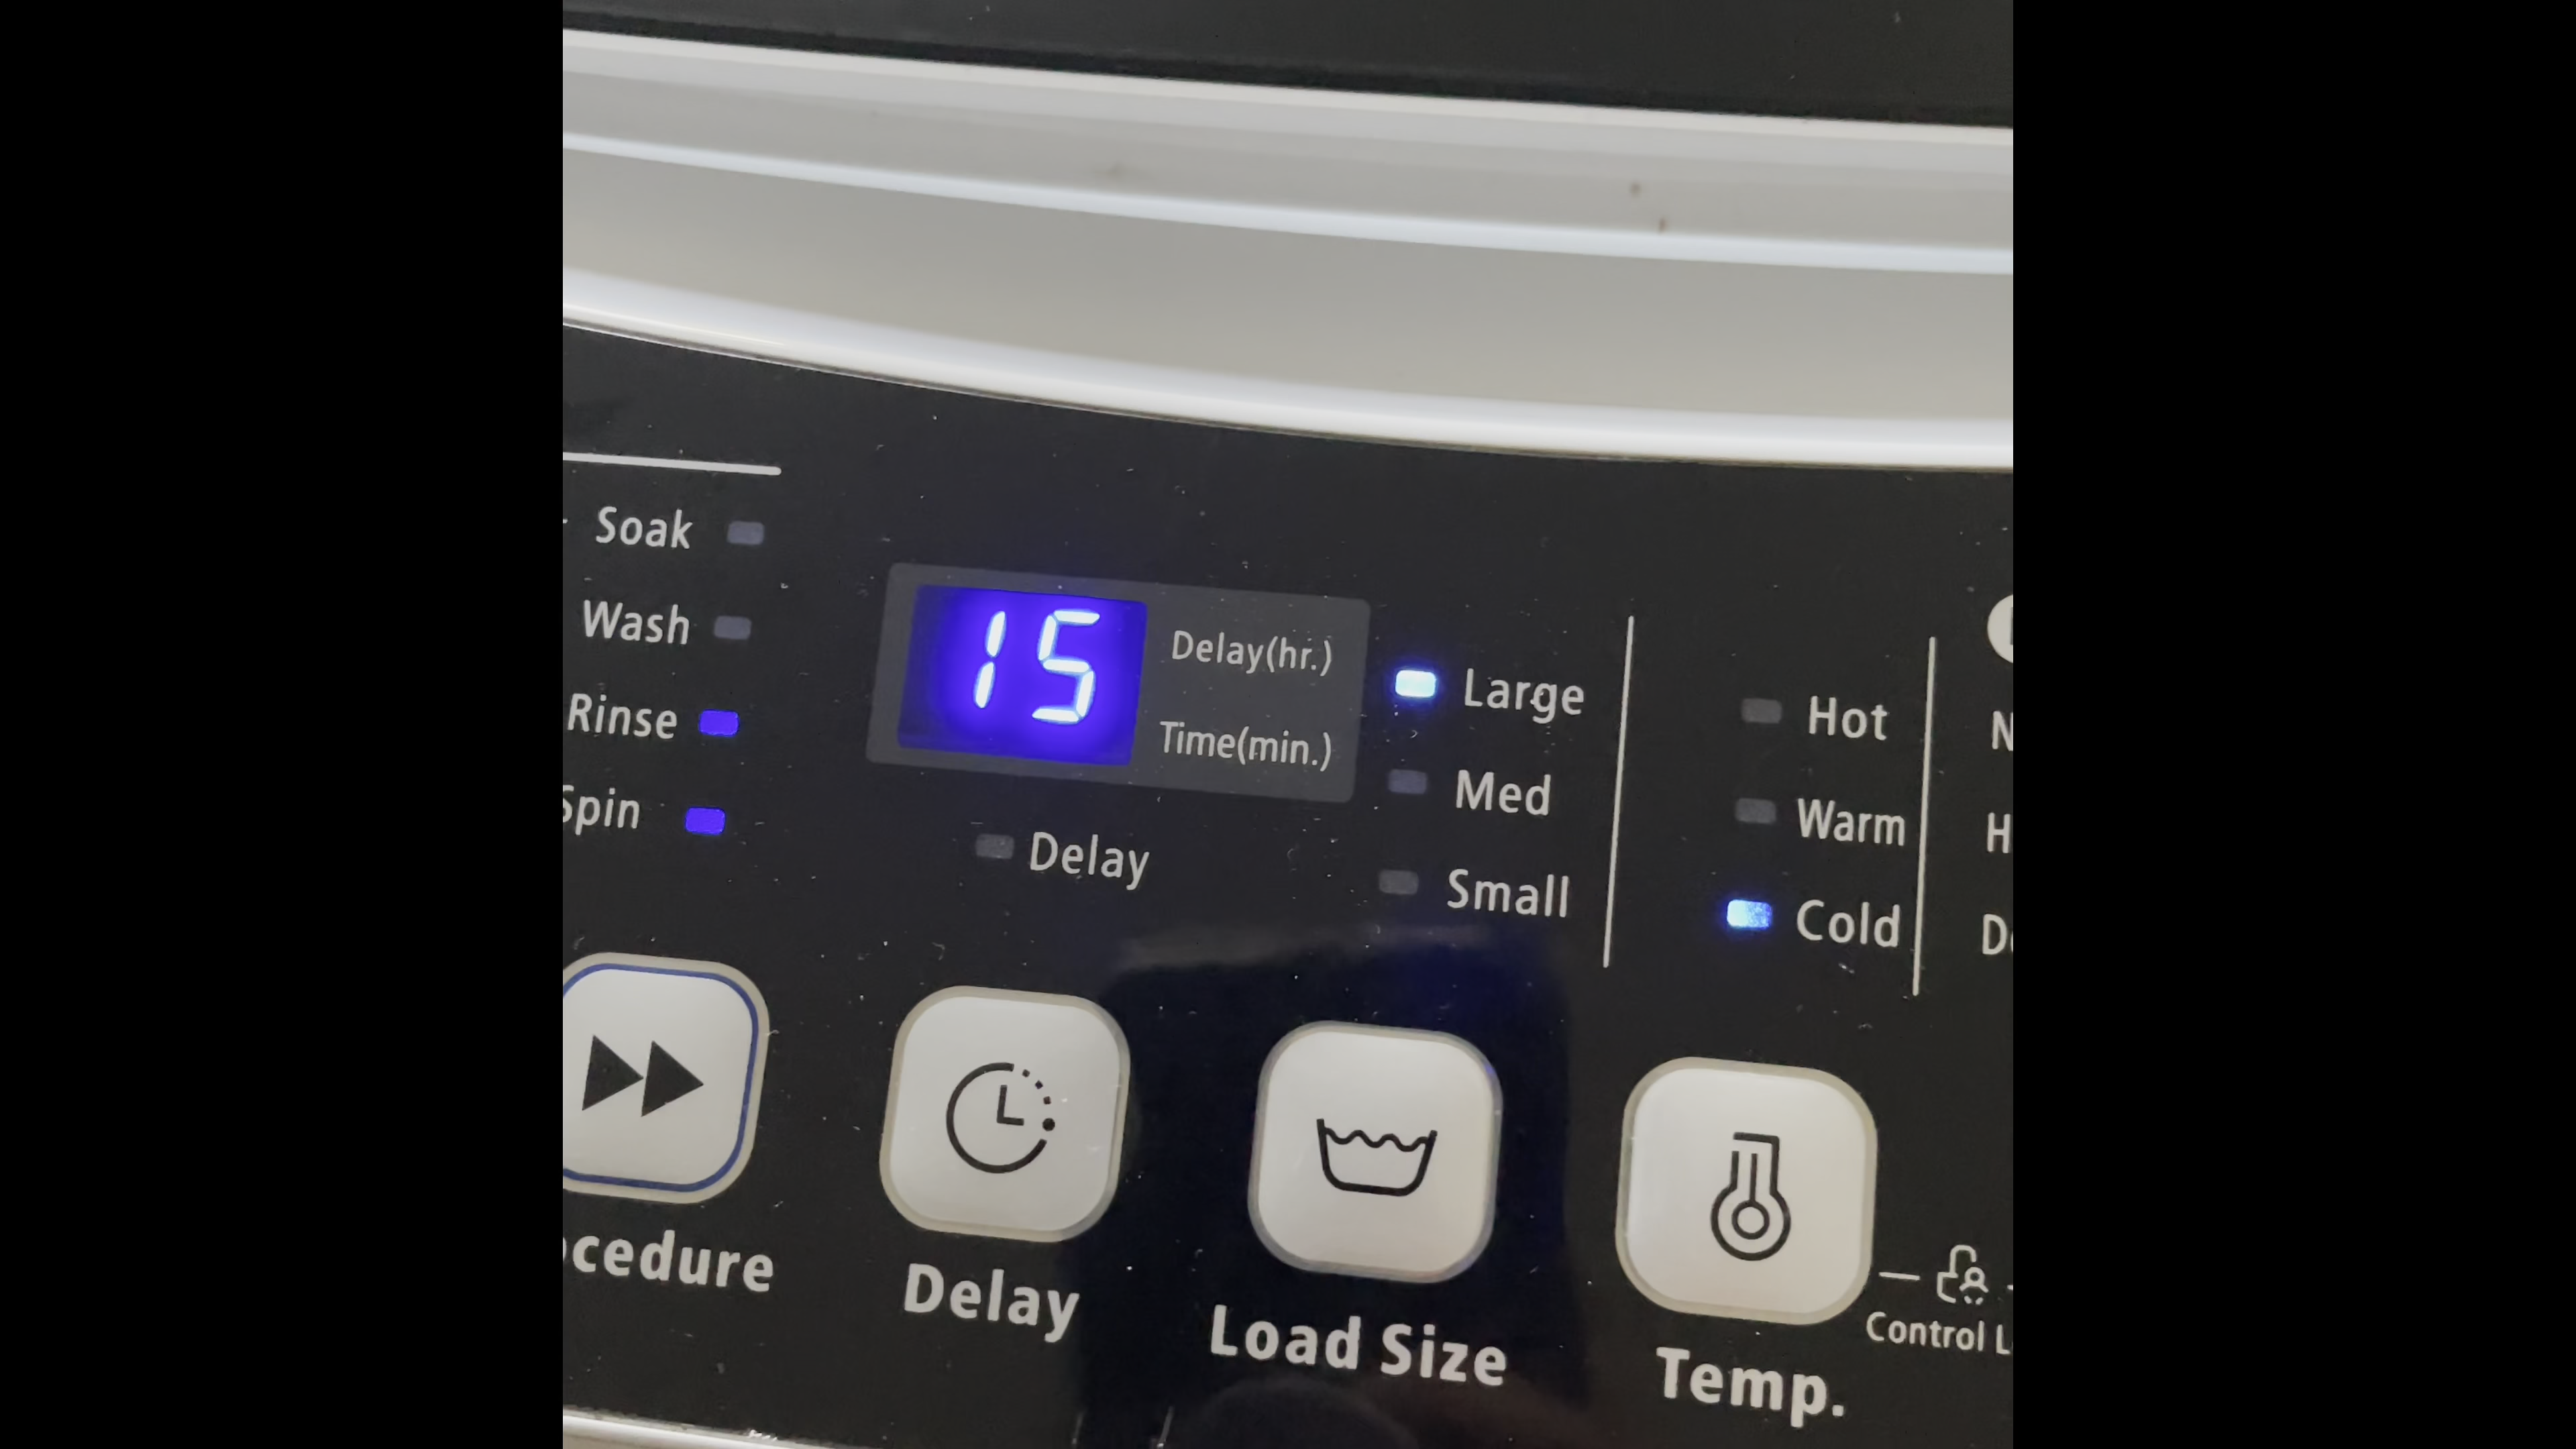 Soak
Wash
Rinse
Spin
15
Delay(hr.)
Time(min.)
Delay
Large
Med
Small
Hot
Warm
Cold
Delay
Load Size
Temp.
Control